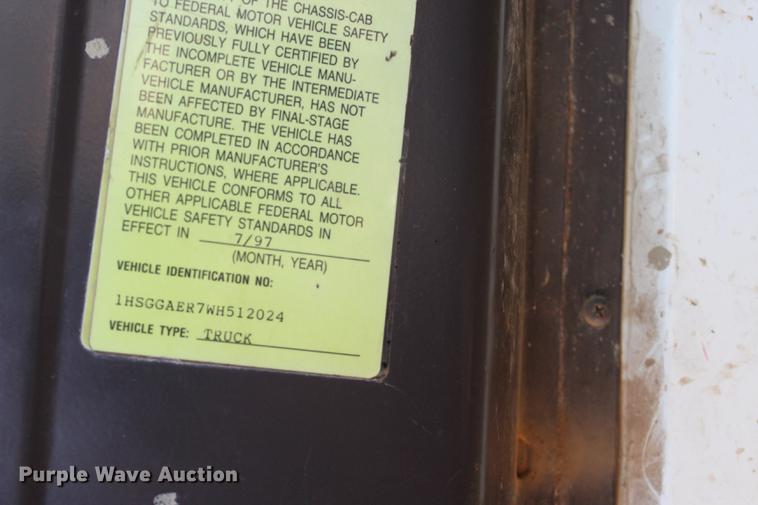 OF THE CHASSIS-CAB
TO FEDERAL MOTOR VEHICLE SAFETY
STANDARDS, WHICH HAVE BEEN
PREVIOUSLY FULLY CERTIFIED BY
THE INCOMPLETE VEHICLE MANU-
FACTURER OR BY THE INTERMEDIATE
VEHICLE MANUFACTURER, HAS NOT
BEEN AFFECTED BY FINAL-STAGE
MANUFACTURE. THE VEHICLE HAS
BEEN COMPLETED IN ACCORDANCE
WITH PRIOR MANUFACTURER'S
INSTRUCTIONS, WHERE APPLICABLE.
THIS VEHICLE CONFORMS TO ALL
OTHER APPLICABLE FEDERAL MOTOR
VEHICLE SAFETY STANDARDS IN
EFFECT IN 7/97
(MONTH, YEAR)
VEHICLE IDENTIFICATION NO:
1HSGGAER7WH512024
VEHICLE TYPE: TRUCK
Purple Wave Auction